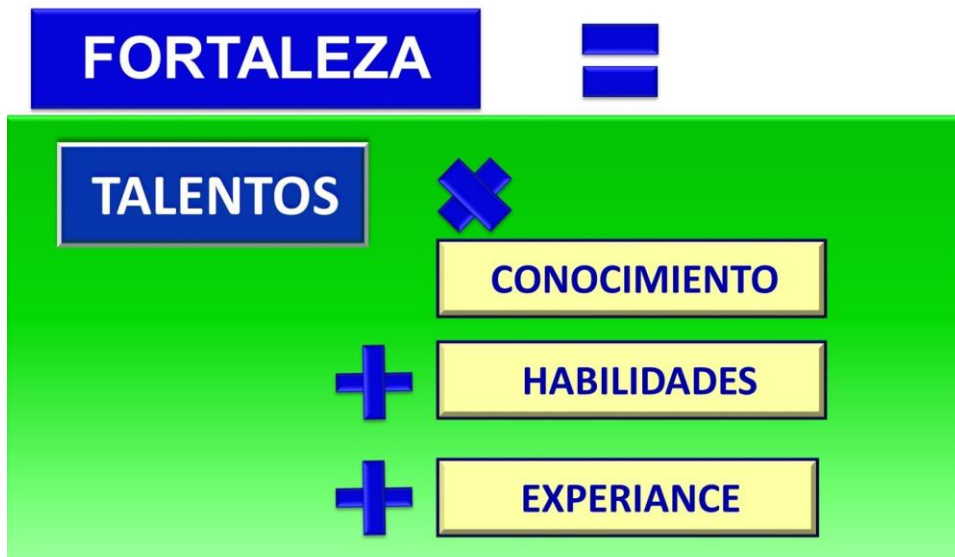 FORTALEZA =
TALENTOS ×
CONOCIMIENTO
+ HABILIDADES
+ EXPERIANCE